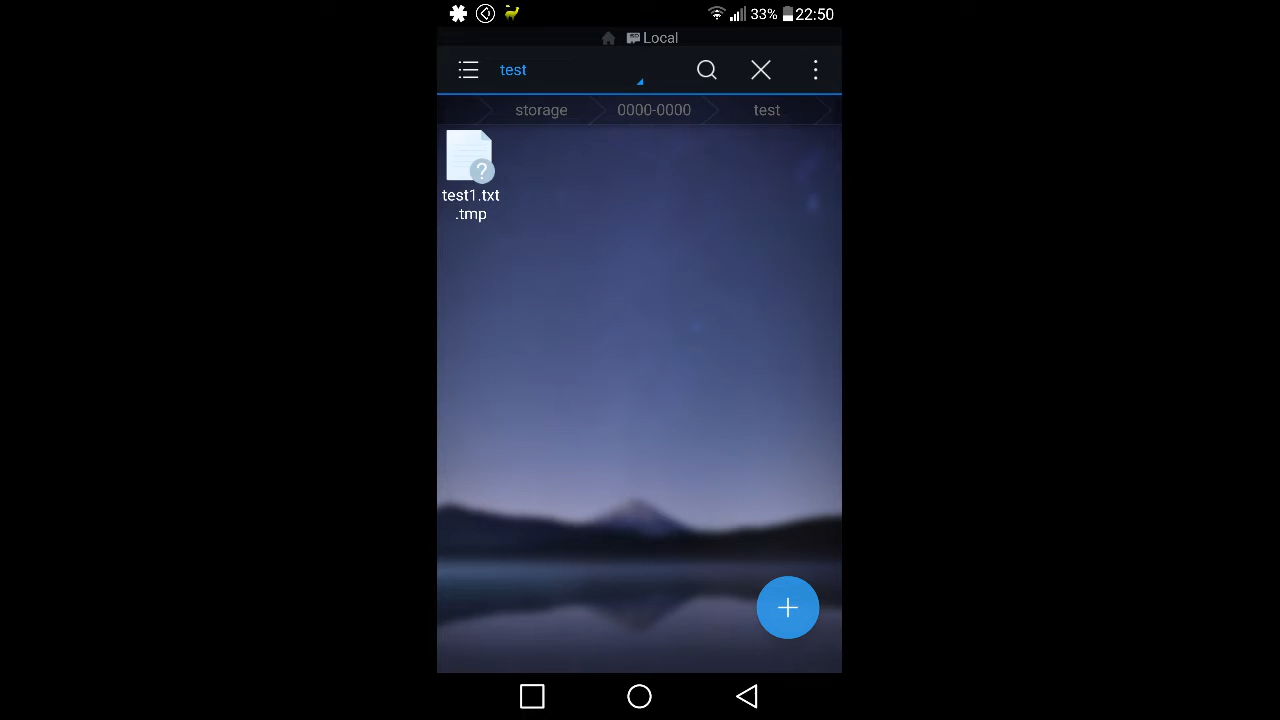 33% 22:50
Local
test
storage 0000-0000 test
test1.txt
.tmp